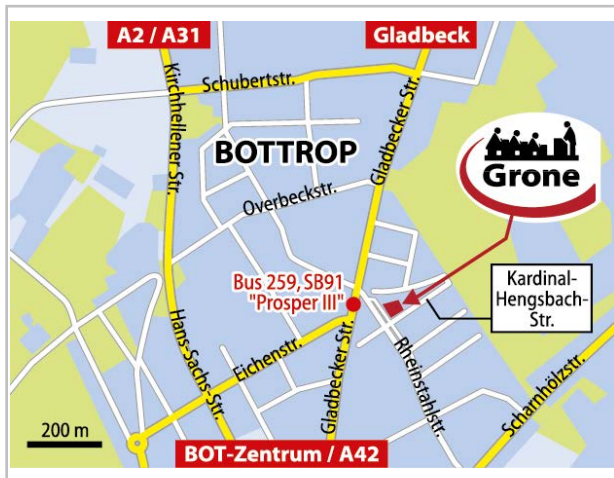 A2 / A31
Gladbeck
Kirchhellener Str.
Schubertstr.
Gladbecker Str.
BOTTROP
Grone
Overbeckstr.
Bus 259, SB91
"Prosper III"
Kardinal-
Hengsbach-
Str.
Hans-Sachs-Str.
Eichenstr.
Gladbecker Str.
Rheinstahlstr.
Scharnhölzstr.
200 m
BOT-Zentrum / A42